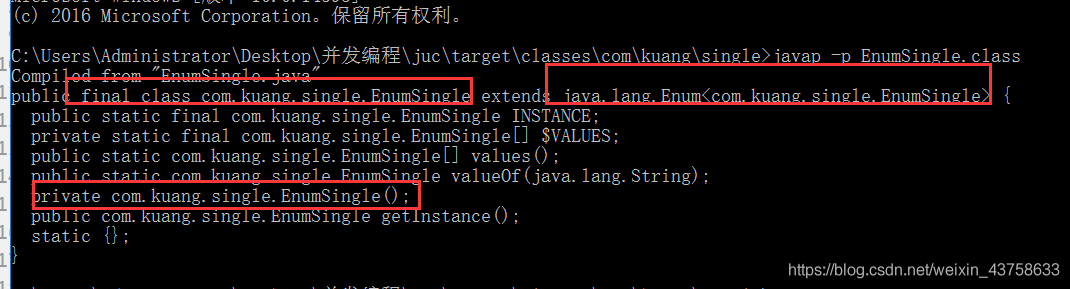 (c) 2016 Microsoft Corporation。保留所有权利。
C:\Users\Administrator\Desktop\并发编程\juc\target\classes\com\kuang\single>javap -p EnumSingle.class
Compiled from "EnumSingle.java"
public final class com.kuang.single.EnumSingle extends java.lang.Enum<com.kuang.single.EnumSingle> {
public static final com.kuang.single.EnumSingle INSTANCE;
private static final com.kuang.single.EnumSingle[] $VALUES;
public static com.kuang.single.EnumSingle[] values();
public static com.kuang.single.EnumSingle valueOf(java.lang.String);
private com.kuang.single.EnumSingle();
public com.kuang.single.EnumSingle getInstance();
static {};
}
https://blog.csdn.net/weixin_43758633